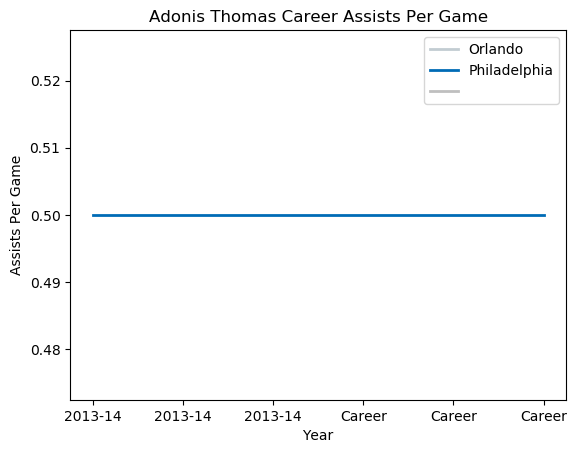 Adonis Thomas Career Assists Per Game
Orlando
Philadelphia
0.52
0.51
0.50
0.49
0.48
Assists Per Game
2013-14 2013-14 2013-14 Career Career Career
Year